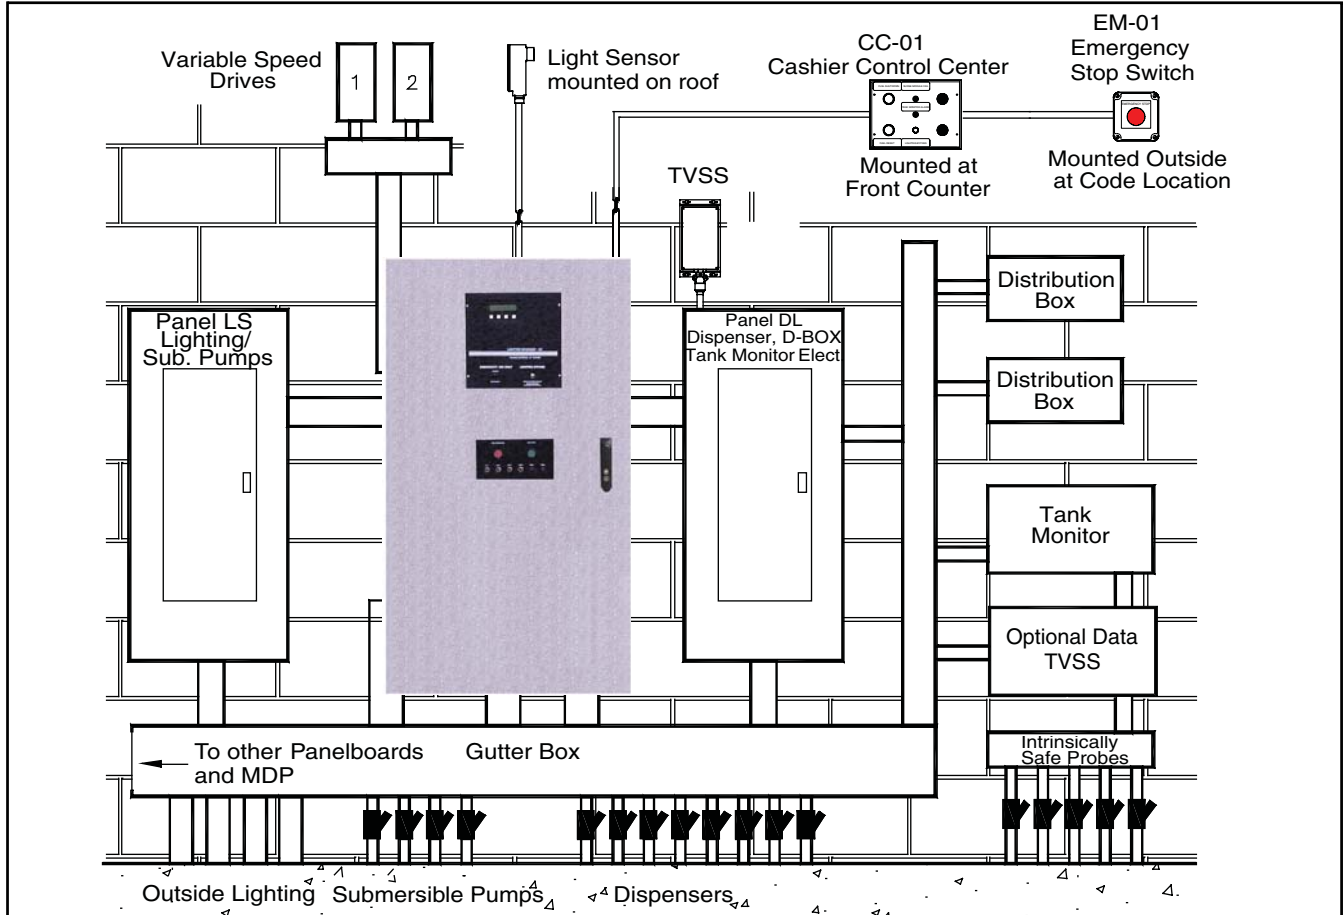 Variable Speed
Drives
1
2
Light Sensor
mounted on roof
CC-01
Cashier Control Center
Mounted at
Front Counter
EM-01
Emergency
Stop Switch
EMERGENCY STOP
Mounted Outside
at Code Location
TVSS
Panel LS
Lighting/
Sub. Pumps
Panel DL
Dispenser, D-BOX
Tank Monitor Elect
Distribution
Box
Distribution
Box
Tank
Monitor
Optional Data
TVSS
Intrinsically
Safe Probes
To other Panelboards
and MDP
Gutter Box
Outside Lighting
Submersible Pumps
Dispensers